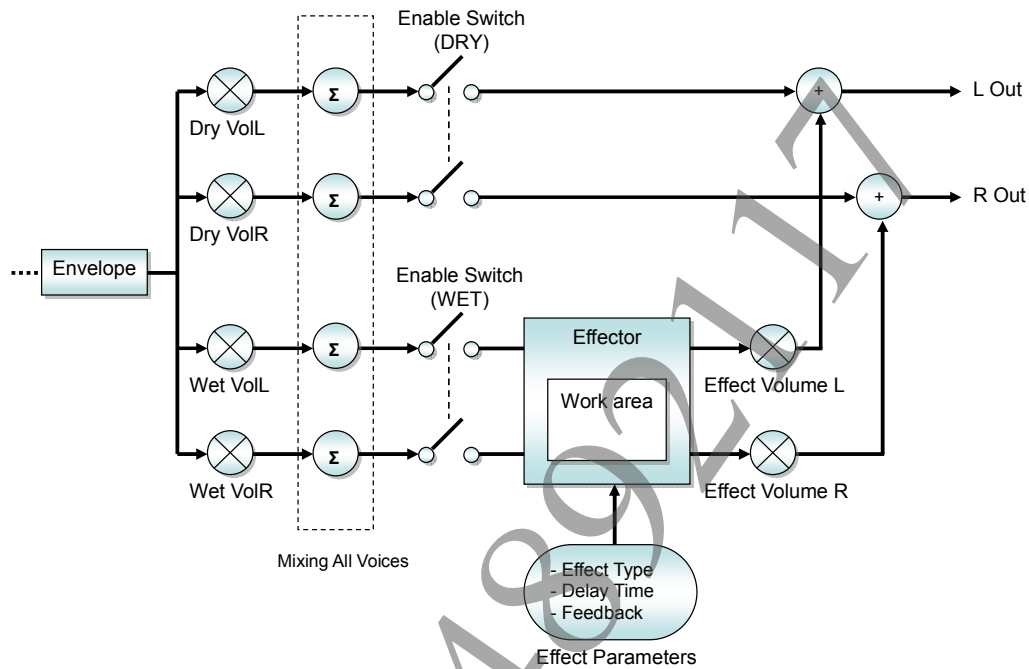 Enable Switch
(DRY)
Σ
+
L Out
Dry VolL
Σ
+
R Out
Dry VolR
Envelope
Enable Switch
(WET)
Σ
Effector
Wet VolL
Effect Volume L
Work area
Σ
Wet VolR
Effect Volume R
Mixing All Voices
- Effect Type
- Delay Time
- Feedback
Effect Parameters
489217